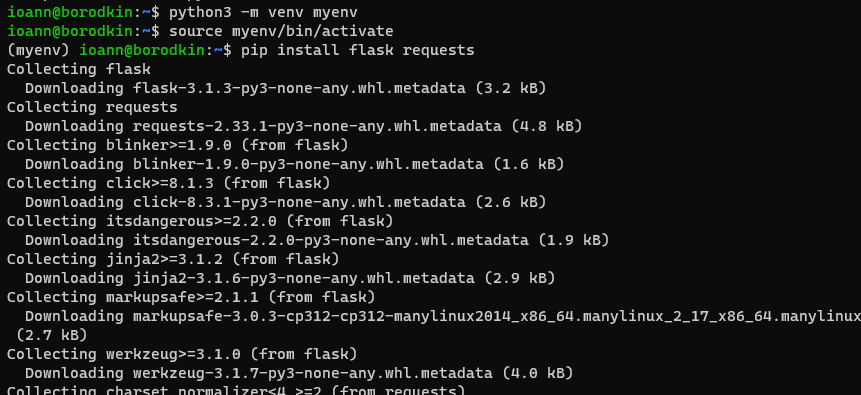 ioann@borodkin:~$ python3 -m venv myenv
ioann@borodkin:~$ source myenv/bin/activate
(myenv) ioann@borodkin:~$ pip install flask requests
Collecting flask
  Downloading flask-3.1.3-py3-none-any.whl.metadata (3.2 kB)
Collecting requests
  Downloading requests-2.33.1-py3-none-any.whl.metadata (4.8 kB)
Collecting blinker>=1.9.0 (from flask)
  Downloading blinker-1.9.0-py3-none-any.whl.metadata (1.6 kB)
Collecting click>=8.1.3 (from flask)
  Downloading click-8.3.1-py3-none-any.whl.metadata (2.6 kB)
Collecting itsdangerous>=2.2.0 (from flask)
  Downloading itsdangerous-2.2.0-py3-none-any.whl.metadata (1.9 kB)
Collecting jinja2>=3.1.2 (from flask)
  Downloading jinja2-3.1.6-py3-none-any.whl.metadata (2.9 kB)
Collecting markupsafe>=2.1.1 (from flask)
  Downloading markupsafe-3.0.3-cp312-cp312-manylinux2014_x86_64.manylinux_2_17_x86_64.manylinux
 (2.7 kB)
Collecting werkzeug>=3.1.0 (from flask)
  Downloading werkzeug-3.1.7-py3-none-any.whl.metadata (4.0 kB)
Collecting charset_normalizer<4,>=2 (from requests)